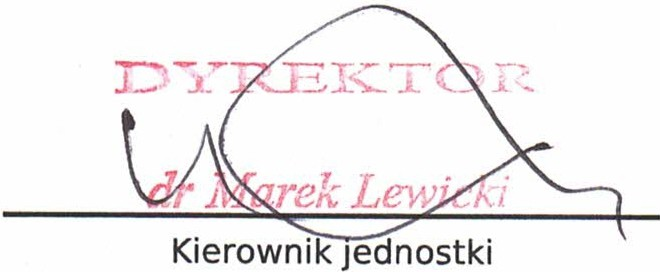 DYREKTOR
dr Marek Lewicki
Kierownik jednostki